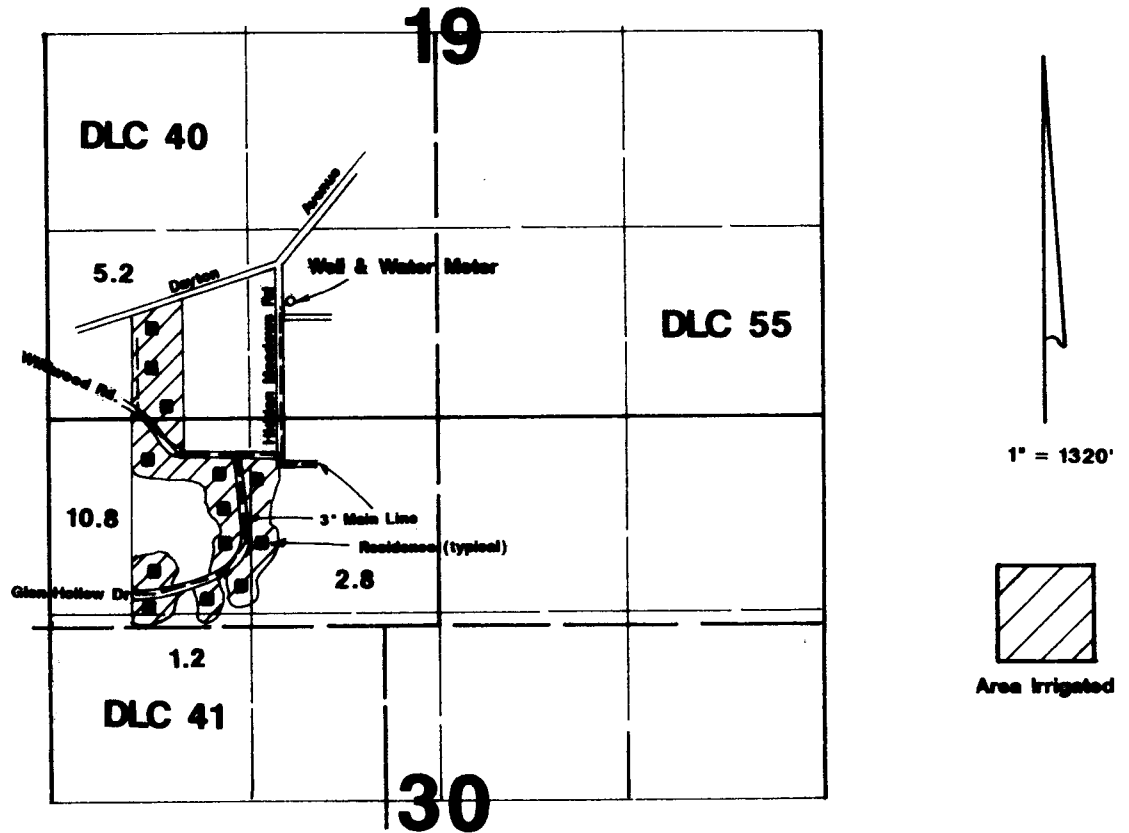 19
DLC 40
Avenue
5.2
Dayton
Well & Water Meter
Hidden Meadows Rd
DLC 55
Wildwood Rd.
1" = 1320'
10.8
3" Main Line
Residence (typical)
2.8
Glen Hollow Dr
1.2
Area Irrigated
DLC 41
30